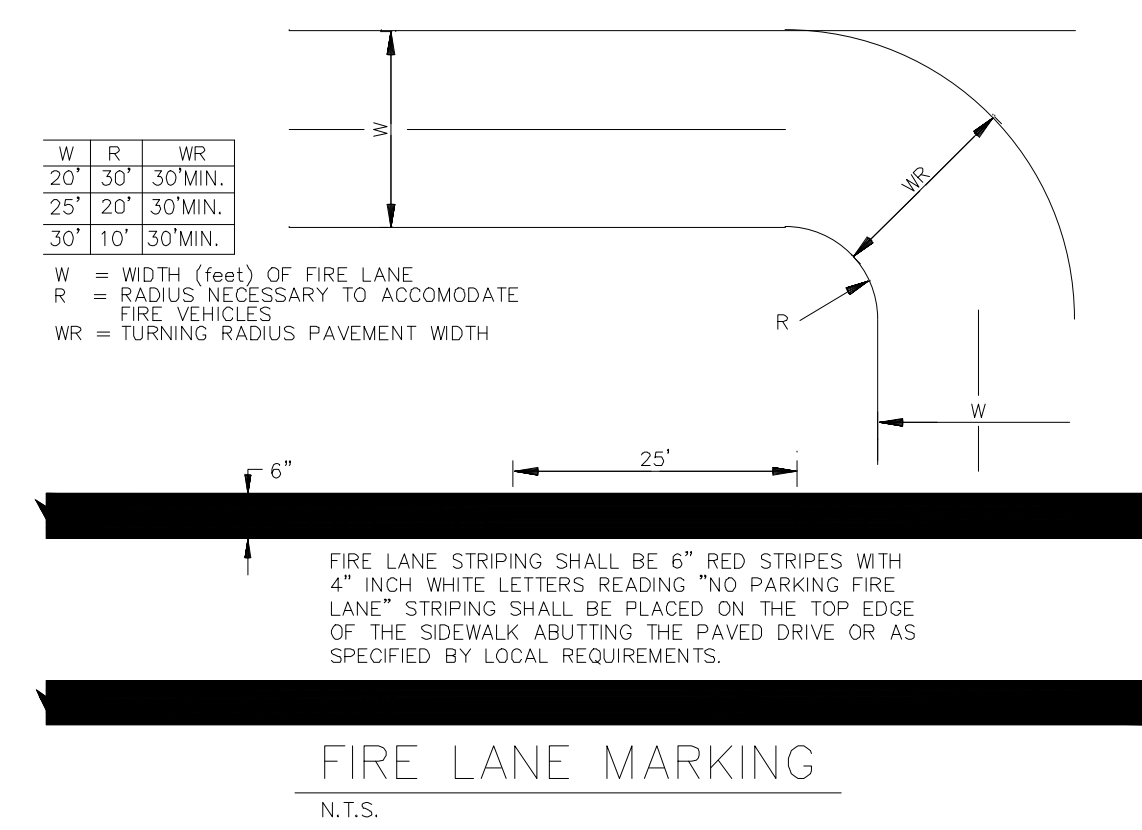 W
W R WR
20' 30' 30'MIN.
25' 20' 30'MIN.
30' 10' 30'MIN.
WR
W = WIDTH (feet) OF FIRE LANE
R = RADIUS NECESSARY TO ACCOMODATE
FIRE VEHICLES
WR = TURNING RADIUS PAVEMENT WIDTH
R
W
6"
25'
FIRE LANE STRIPING SHALL BE 6" RED STRIPES WITH
4" INCH WHITE LETTERS READING "NO PARKING FIRE
LANE" STRIPING SHALL BE PLACED ON THE TOP EDGE
OF THE SIDEWALK ABUTTING THE PAVED DRIVE OR AS
SPECIFIED BY LOCAL REQUIREMENTS.
FIRE LANE MARKING
N.T.S.